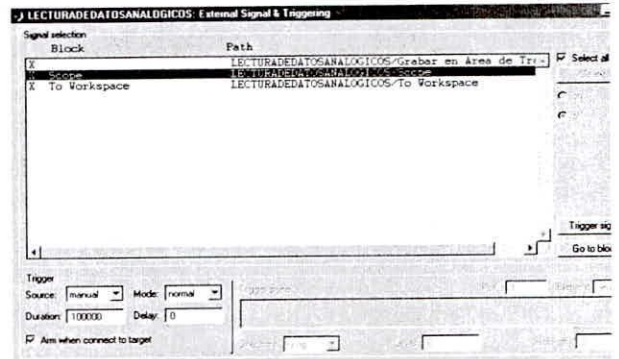 LECTURADEDATOSANALOGICOS: External Signal & Triggering
Signal selection
Block Path
X LECTURADEDATOSANALOGICOS/Grabar en Area de Tr
X Scope LECTURADEDATOSANALOGICOS/Scope
X To Workspace LECTURADEDATOSANALOGICOS/To Workspace
Select all
Trigger sig
Go to bloc
Trigger
Source: manual Mode: normal
Duration: 100000 Delay: 0
Arm when connect to target